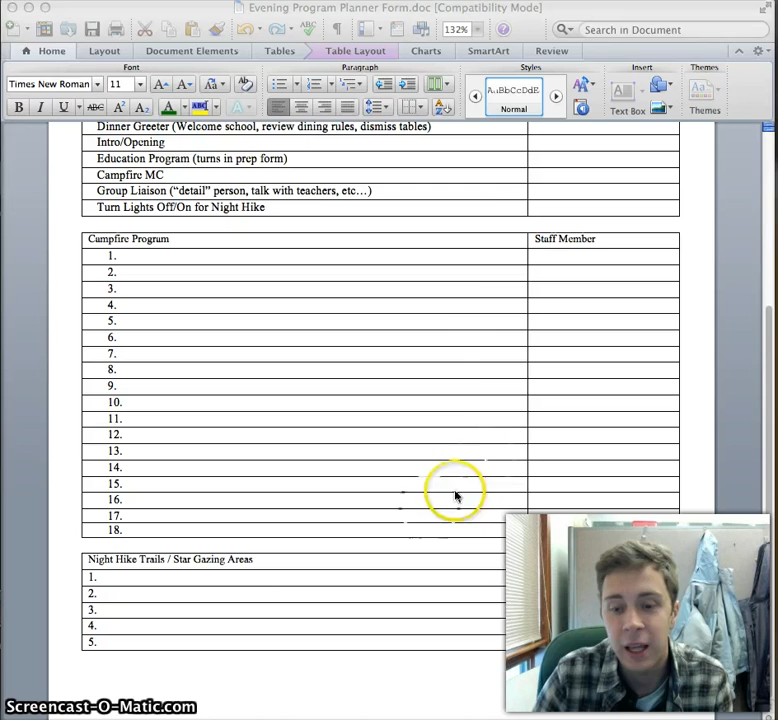 Evening Program Planner Form.doc [Compatibility Mode]
132%
Search in Document
Home
Layout
Document Elements
Tables
Table Layout
Charts
SmartArt
Review
Font
Paragraph
Styles
Insert
Themes
Times New Roman
11
A A Aa
AaBbCcDdE
Normal
Text Box
Themes
B I U ABC A² A₂ A ABC A
Dinner Greeter (Welcome school, review dining rules, dismiss tables)
Intro/Opening
Education Program (turns in prep form)
Campfire MC
Group Liaison (“detail” person, talk with teachers, etc…)
Turn Lights Off/On for Night Hike
Campfire Program Staff Member
1.
2.
3.
4.
5.
6.
7.
8.
9.
10.
11.
12.
13.
14.
15.
16.
17.
18.
Night Hike Trails / Star Gazing Areas
1.
2.
3.
4.
5.
Screencast-O-Matic.com